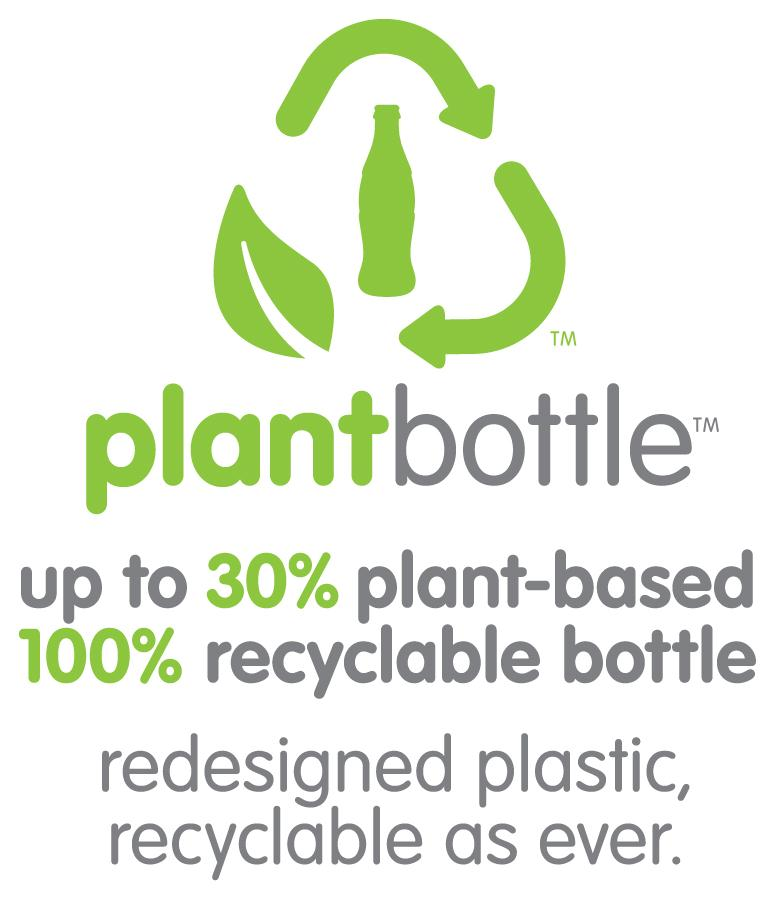 TM
plantbottle™
up to 30% plant-based
100% recyclable bottle
redesigned plastic,
recyclable as ever.